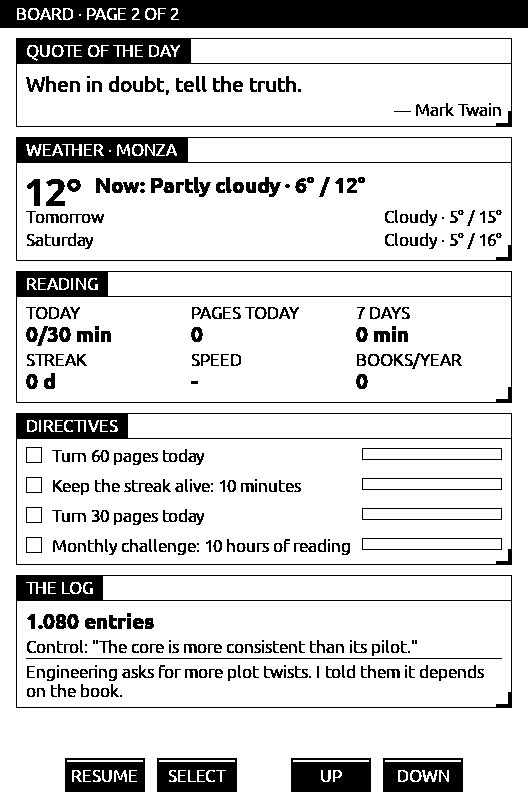 BOARD · PAGE 2 OF 2
QUOTE OF THE DAY
When in doubt, tell the truth.
— Mark Twain
WEATHER · MONZA
12° Now: Partly cloudy · 6° / 12°
Tomorrow Cloudy · 5° / 15°
Saturday Cloudy · 5° / 16°
READING
TODAY PAGES TODAY 7 DAYS
0/30 min 0 0 min
STREAK SPEED BOOKS/YEAR
0 d - 0
DIRECTIVES
Turn 60 pages today
Keep the streak alive: 10 minutes
Turn 30 pages today
Monthly challenge: 10 hours of reading
THE LOG
1.080 entries
Control: "The core is more consistent than its pilot."
Engineering asks for more plot twists. I told them it depends
on the book.
RESUME SELECT UP DOWN